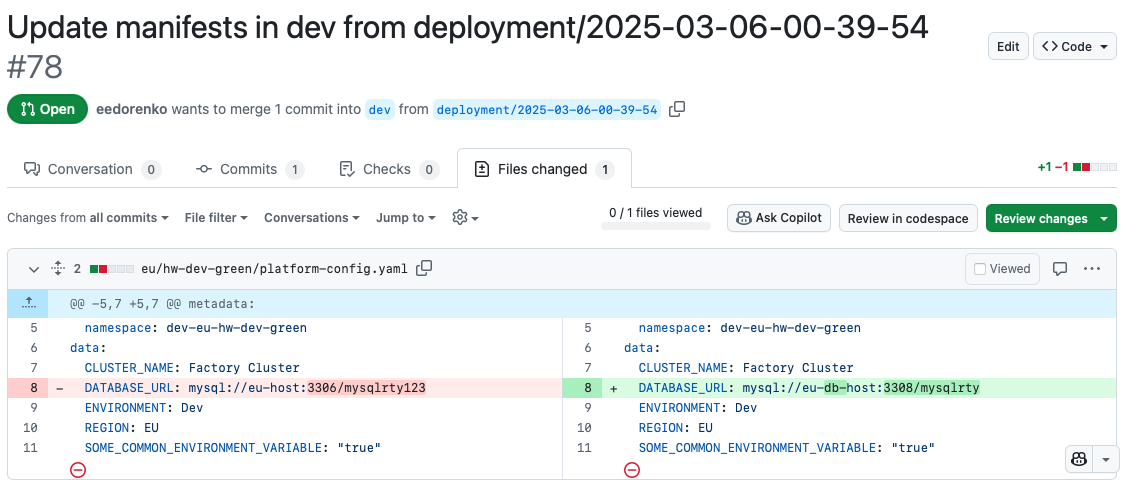 Update manifests in dev from deployment/2025-03-06-00-39-54
#78
Edit
Code
Open
eedorenko wants to merge 1 commit into dev from deployment/2025-03-06-00-39-54
Conversation 0
Commits 1
Checks 0
Files changed 1
+1 −1
Changes from all commits
File filter
Conversations
Jump to
0 / 1 files viewed
Ask Copilot
Review in codespace
Review changes
2 eu/hw-dev-green/platform-config.yaml
Viewed
@@ -5,7 +5,7 @@ metadata:
5 namespace: dev-eu-hw-dev-green
6 data:
7 CLUSTER_NAME: Factory Cluster
8 - DATABASE_URL: mysql://eu-host:3306/mysqlrty123
9 ENVIRONMENT: Dev
10 REGION: EU
11 SOME_COMMON_ENVIRONMENT_VARIABLE: "true"
5 namespace: dev-eu-hw-dev-green
6 data:
7 CLUSTER_NAME: Factory Cluster
8 + DATABASE_URL: mysql://eu-db-host:3308/mysqlrty
9 ENVIRONMENT: Dev
10 REGION: EU
11 SOME_COMMON_ENVIRONMENT_VARIABLE: "true"